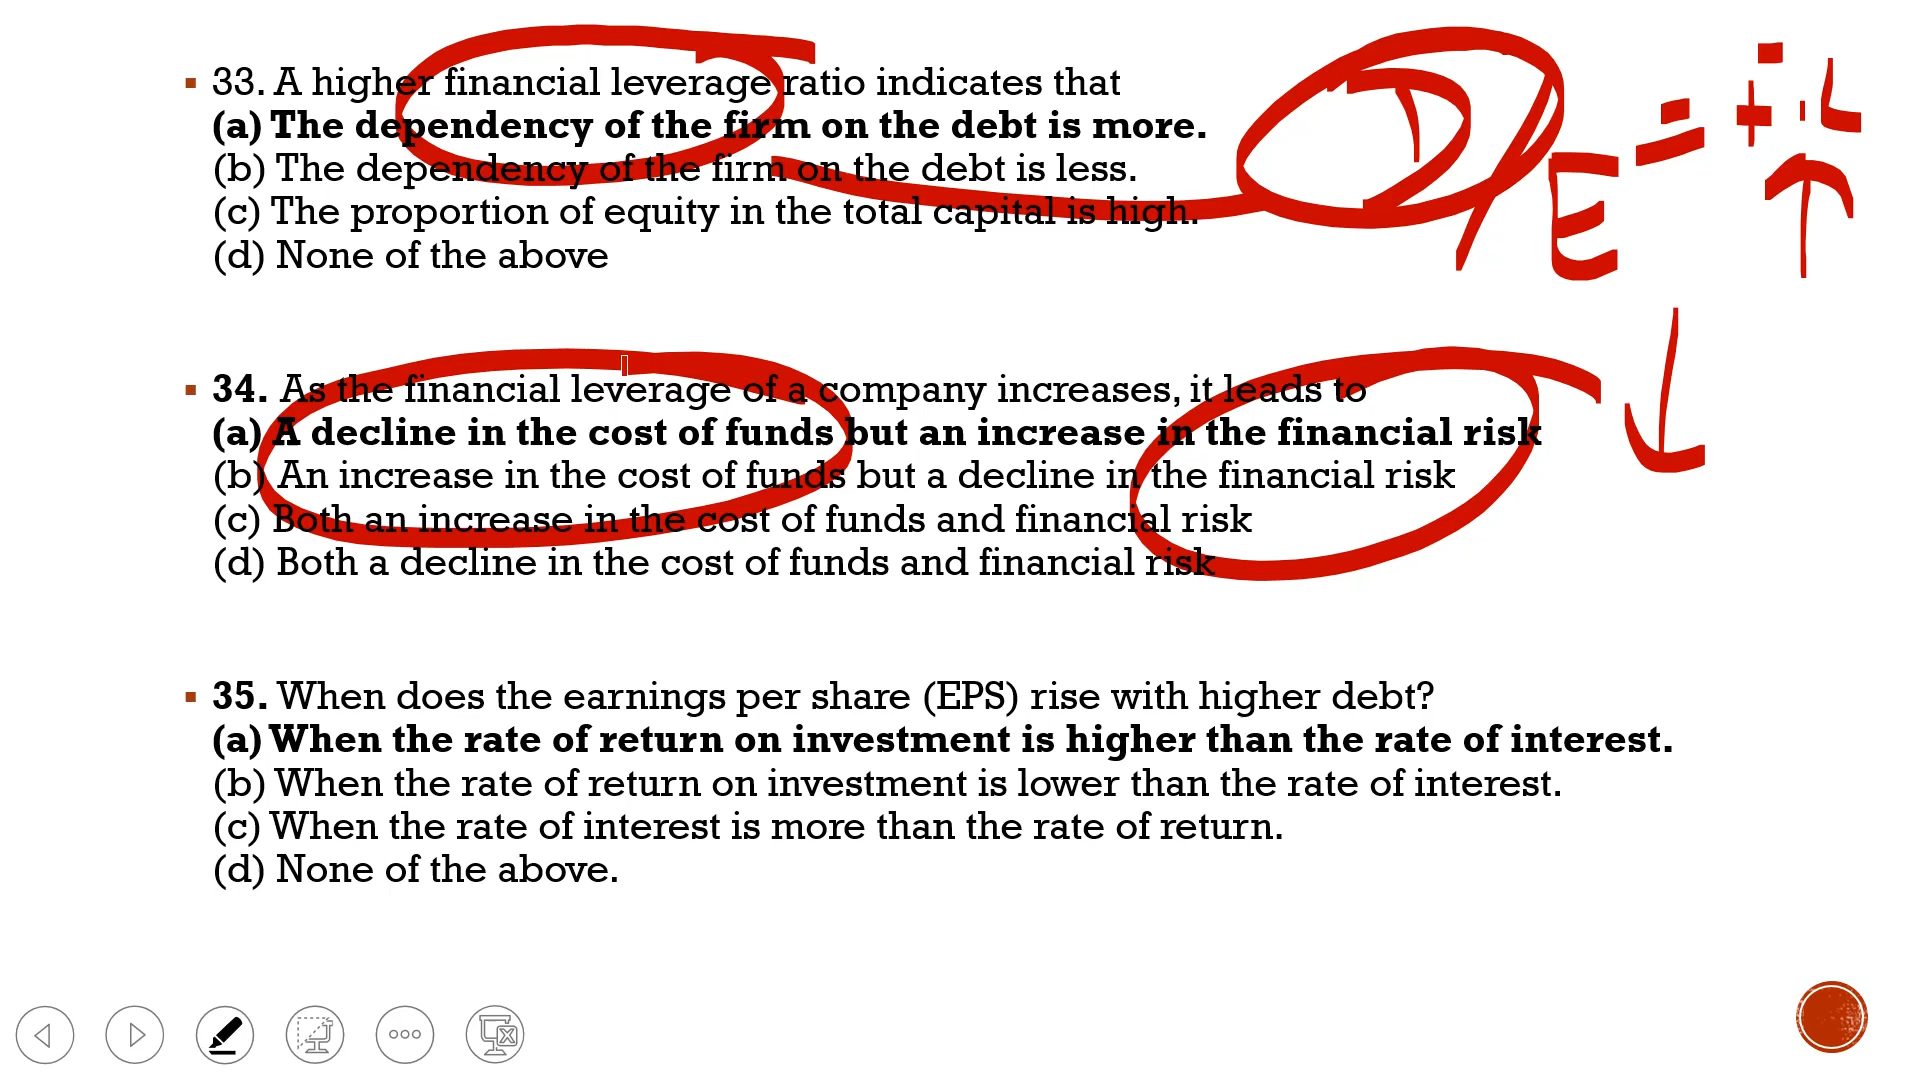 33. A higher financial leverage ratio indicates that
(a) The dependency of the firm on the debt is more.
(b) The dependency of the firm on the debt is less.
(c) The proportion of equity in the total capital is high.
(d) None of the above
D/E =
34. As the financial leverage of a company increases, it leads to
(a) A decline in the cost of funds but an increase in the financial risk
(b) An increase in the cost of funds but a decline in the financial risk
(c) Both an increase in the cost of funds and financial risk
(d) Both a decline in the cost of funds and financial risk
35. When does the earnings per share (EPS) rise with higher debt?
(a) When the rate of return on investment is higher than the rate of interest.
(b) When the rate of return on investment is lower than the rate of interest.
(c) When the rate of interest is more than the rate of return.
(d) None of the above.